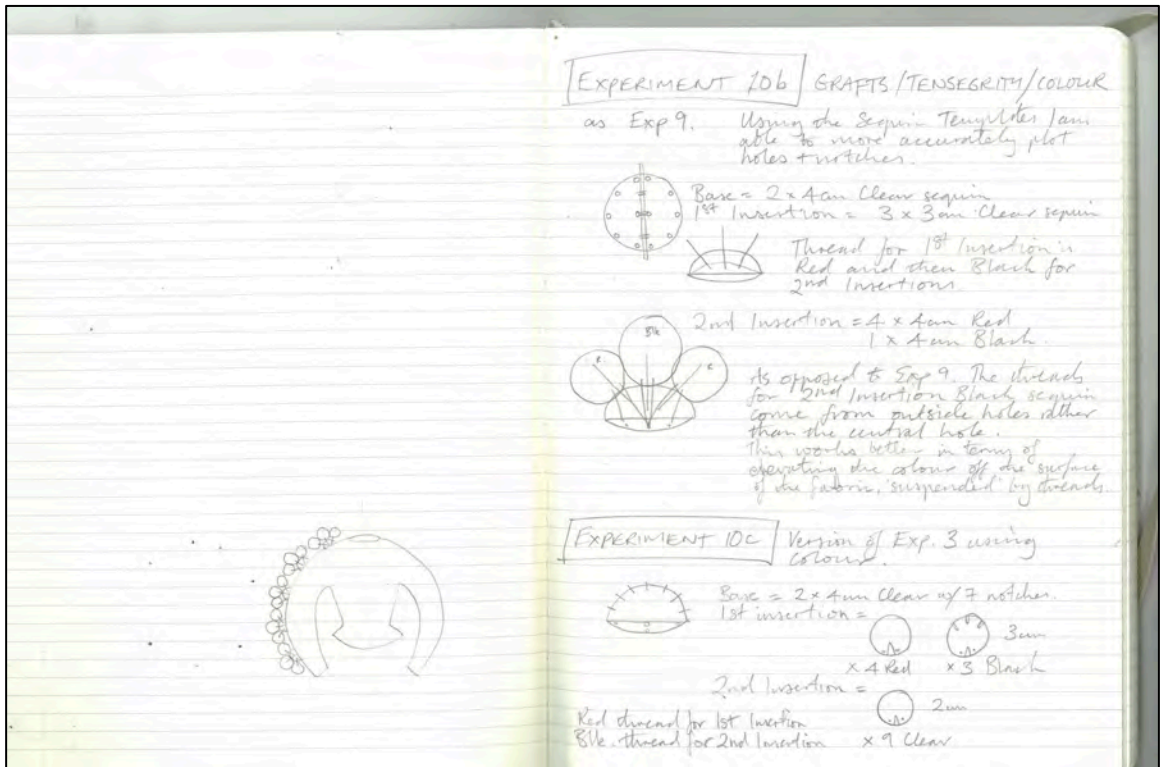 EXPERIMENT 10b GRAFTS/TENSEGRITY/COLOUR
as Exp 9. Using the Sequin Templates I am
able to more accurately plot
holes + notches.
Base = 2 x 4cm Clear sequin
1st Insertion = 3 x 3cm Clear sequin
Thread for 1st Insertion is
Red and then Black for
2nd Insertions
2nd Insertion = 4 x 4cm Red
1 x 4cm Black.
Blk
R
R
As opposed to Exp 9. The threads
for 2nd Insertion Black sequin
come from outside holes rather
than the central hole.
This works better in terms of
elevating the colour off the surface
of the fabric, 'suspended' by threads.
EXPERIMENT 10c Version of Exp. 3 using
colour.
Base = 2 x 4cm Clear w/ 7 notches.
1st insertion =
3cm
x 4 Red x 3 Black
2nd Insertion =
2cm
Red thread for 1st Insertion
Blk. thread for 2nd Insertion x 9 Clear